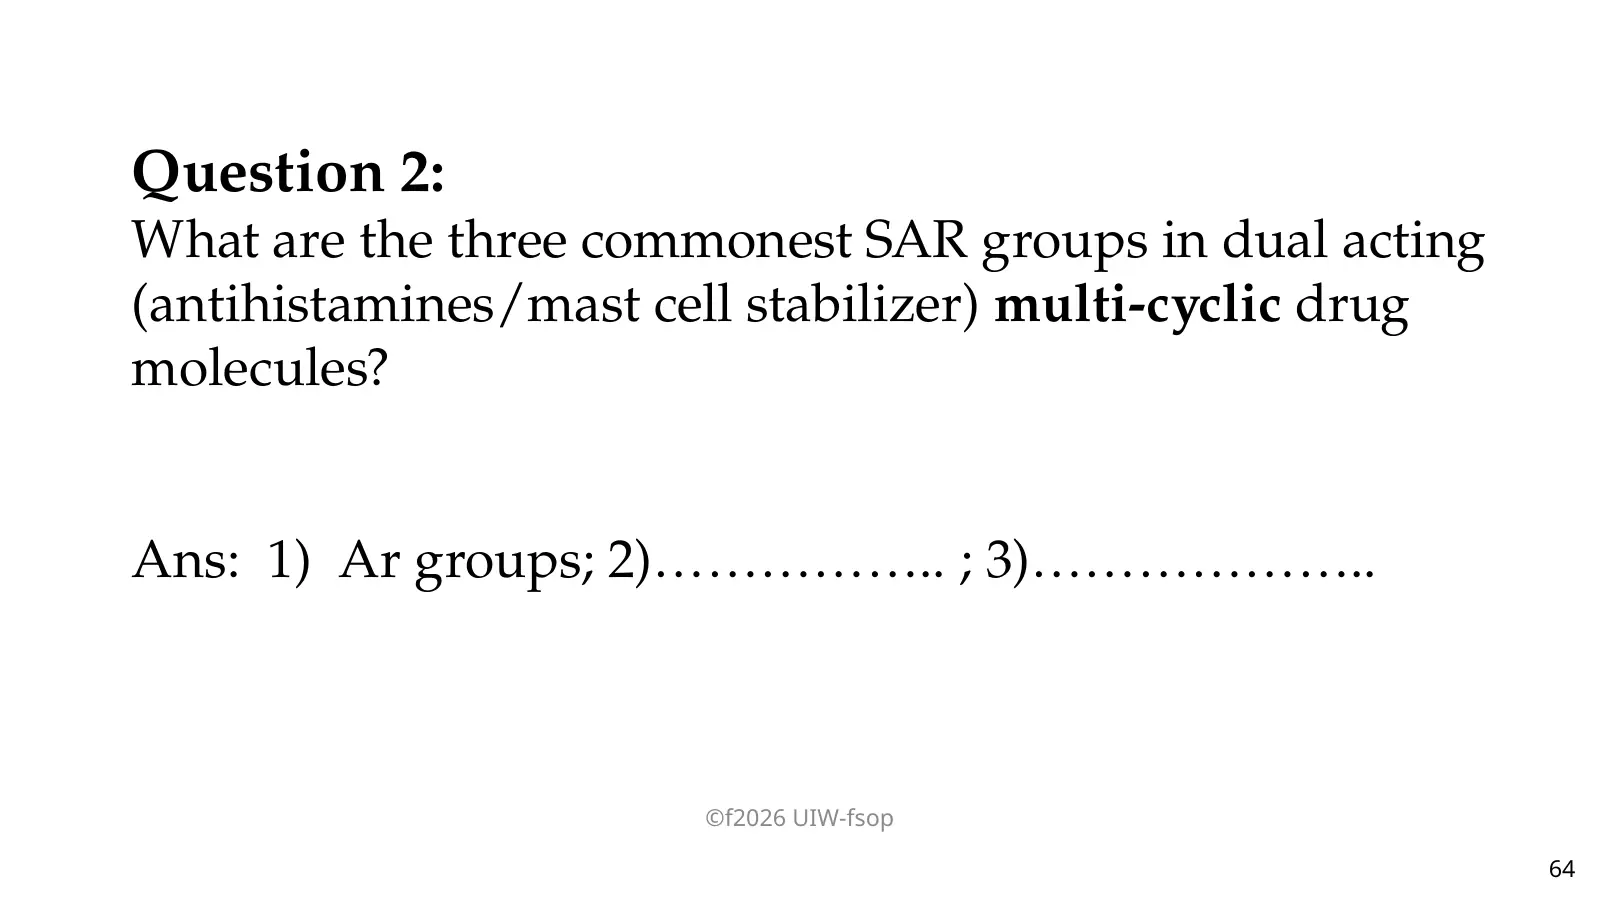 Question 2:
What are the three commonest SAR groups in dual acting
(antihistamines/mast cell stabilizer) multi-cyclic drug
molecules?
Ans:  1)  Ar groups; 2)…………….. ; 3)………………..
©f2026 UIW-fsop
64